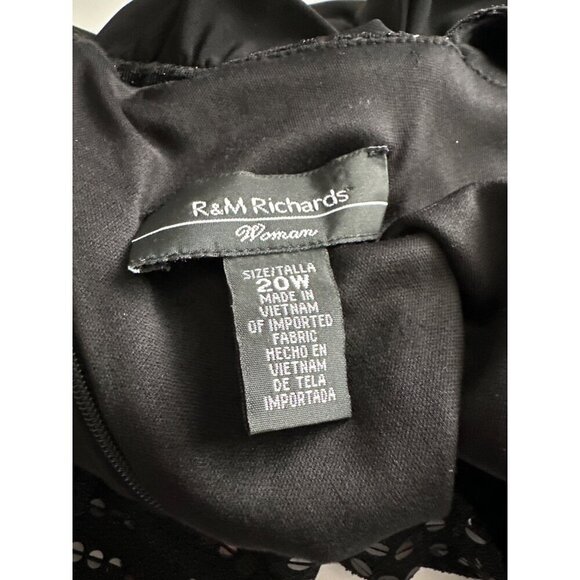 R&M Richards
Woman
SIZE/TALLA
20W
MADE IN
VIETNAM
OF IMPORTED
FABRIC
HECHO EN
VIETNAM
DE TELA
IMPORTADA